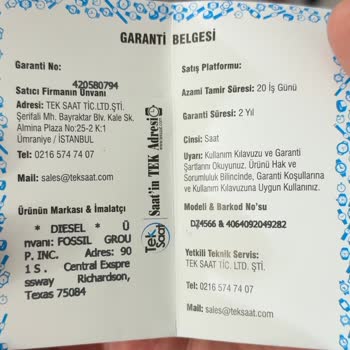 GARANTİ BELGESİ
Garanti No:
420580794
Satıcı Firmanın Ünvanı
Adresi: TEK SAAT TİC.LTD.ŞTİ.
Şerifali Mh. Bayraktar Blv. Kale Sk.
Almina Plaza No:25-2 K:1
Ümraniye / İSTANBUL
Tel: 0216 574 74 07
Mail: sales@teksaat.com
Ürünün Markası & İmalatçı
* DIESEL * Ü
nvani: FOSSIL GROU
P. INC. Adres: 90
1 S. Central Expre
ssway Richardson,
Texas 75084
Tek Saat
Saat'in TEK Adresi
www.teksaat.com
Satış Platformu:
Azami Tamir Süresi: 20 İş Günü
Garanti Süresi: 2 Yıl
Cinsi: Saat
Uyarı: Kullanım Kılavuzu ve Garanti
Şartlarını Okuyunuz. Ürünü Hak ve
Sorumluluk Bilincinde, Garanti Koşullarına
ve Kullanım Kılavuzuna Uygun Kullanınız.
Modeli & Barkod No'su
DZ4566 & 4064092049282
Yetkili Teknik Servis:
TEK SAAT TİC. LTD. ŞTİ.
Tel: 0216 574 74 07
Mail: sales@teksaat.com